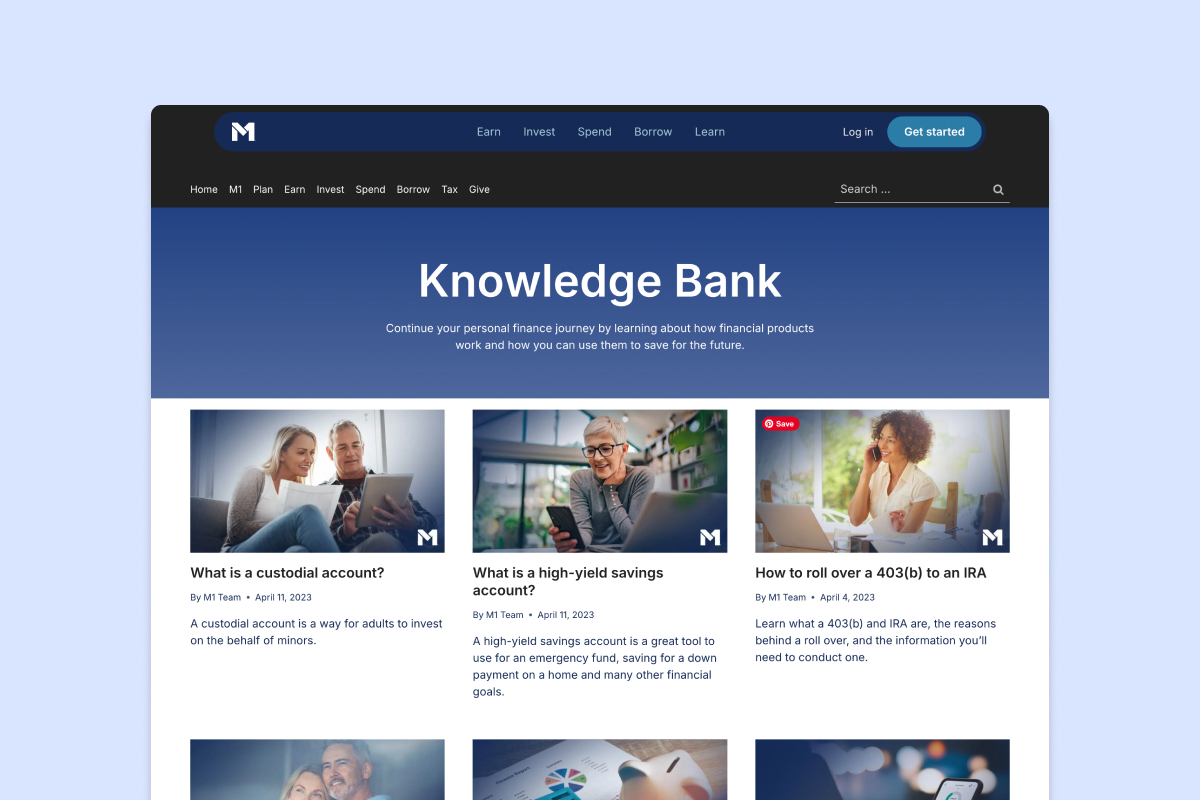 M1
Earn Invest Spend Borrow Learn
Log in
Get started
Home M1 Plan Earn Invest Spend Borrow Tax Give
Search ...
Knowledge Bank
Continue your personal finance journey by learning about how financial products
work and how you can use them to save for the future.
M1
M1
Save
M1
What is a custodial account?
By M1 Team • April 11, 2023
A custodial account is a way for adults to invest
on the behalf of minors.
What is a high-yield savings
account?
By M1 Team • April 11, 2023
A high-yield savings account is a great tool to
use for an emergency fund, saving for a down
payment on a home and many other financial
goals.
How to roll over a 403(b) to an IRA
By M1 Team • April 4, 2023
Learn what a 403(b) and IRA are, the reasons
behind a roll over, and the information you’ll
need to conduct one.